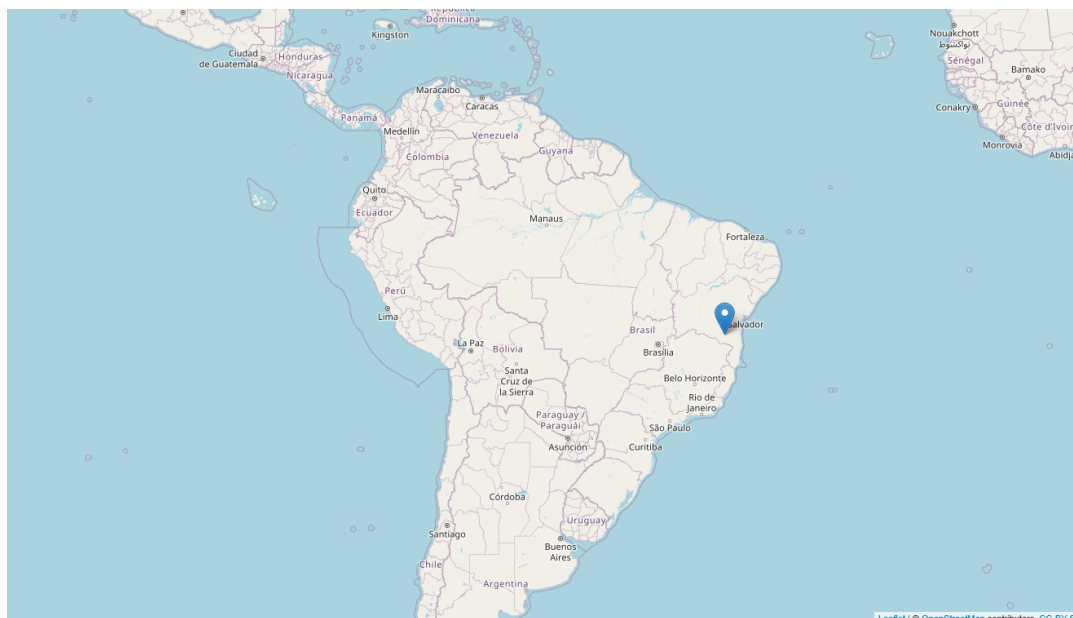 República
Dominicana
Kingston
Ciudad
de Guatemala
Honduras
Nicaragua
Nouakchott
نواكشوط
Sénégal
Bamako
Maracaibo
Caracas
Conakry
Guinée
Panamá
Medellín
Venezuela
Guyana
Côte d'Ivoire
Monrovia
Colombia
Quito
Ecuador
Manaus
Fortaleza
Perú
Lima
Salvador
Brasil
La Paz
Bolivia
Brasília
Santa
Cruz de
la Sierra
Belo Horizonte
Rio de
Janeiro
Paraguay /
Paraguái
São Paulo
Asunción
Curitiba
Córdoba
Uruguay
Santiago
Buenos
Aires
Chile
Argentina
Leaflet | © OpenStreetMap contributors, CC-BY-S